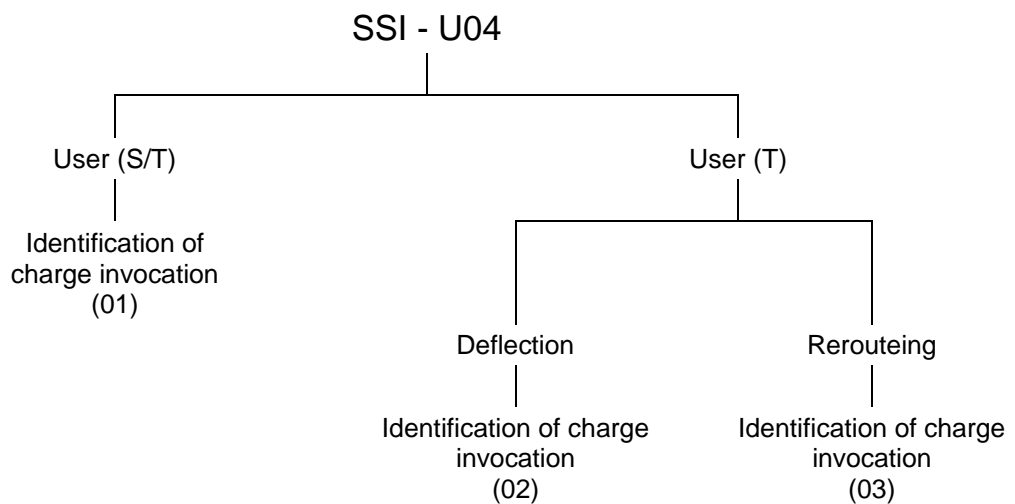 SSI - U04
User (S/T)
User (T)
Identification of
charge invocation
(01)
Deflection
Rerouteing
Identification of charge
invocation
(02)
Identification of charge
invocation
(03)